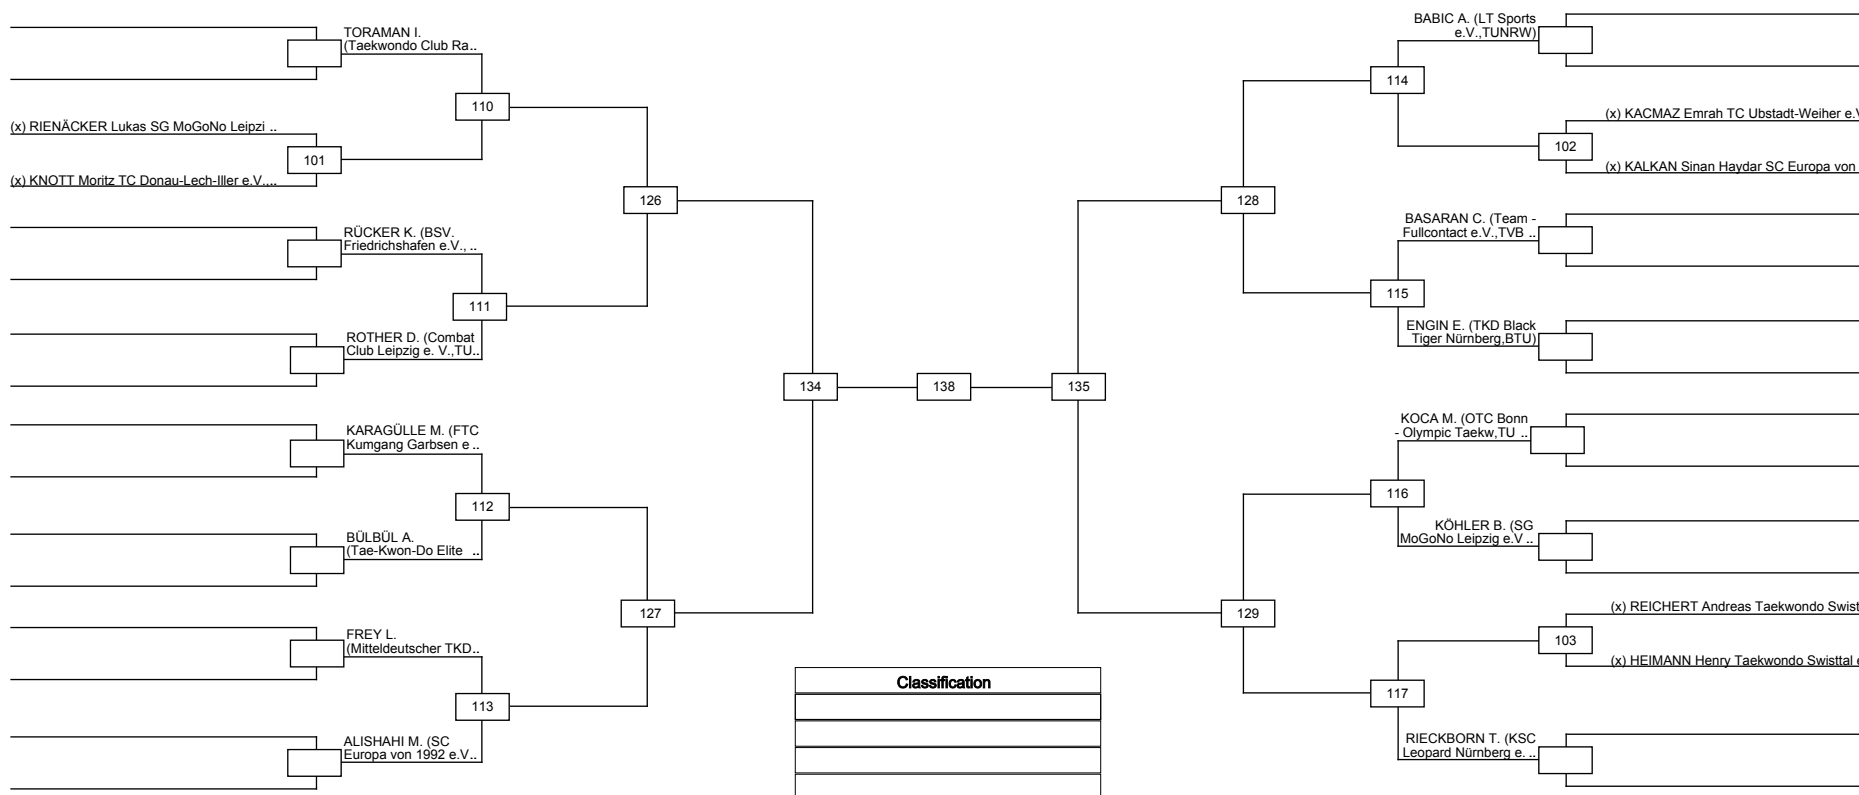 TORAMAN I.
(Taekwondo Club Ra..
110
(x) RIENÄCKER Lukas SG MoGoNo Leipzi ..
101
(x) KNOTT Moritz TC Donau-Lech-Iller e.V....
126
RÜCKER K. (BSV.
Friedrichshafen e.V., ..
111
ROTHER D. (Combat
Club Leipzig e. V.,TU..
134
KARAGÜLLE M. (FTC
Kumgang Garbsen e ..
112
BÜLBÜL A.
(Tae-Kwon-Do Elite ..
127
FREY L.
(Mitteldeutscher TKD..
113
ALISHAHI M. (SC
Europa von 1992 e.V..
138
Classification
BABIC A. (LT Sports
e.V.,TUNRW)
114
(x) KACMAZ Emrah TC Ubstadt-Weiher e.V
102
(x) KALKAN Sinan Haydar SC Europa von
128
BASARAN C. (Team -
Fullcontact e.V.,TVB ..
115
ENGIN E. (TKD Black
Tiger Nürnberg,BTU)
135
KOCA M. (OTC Bonn
- Olympic Taekw,TU ..
116
KÖHLER B. (SG
MoGoNo Leipzig e.V ..
129
(x) REICHERT Andreas Taekwondo Swist
103
(x) HEIMANN Henry Taekwondo Swisttal e
117
RIECKBORN T. (KSC
Leopard Nürnberg e. ..